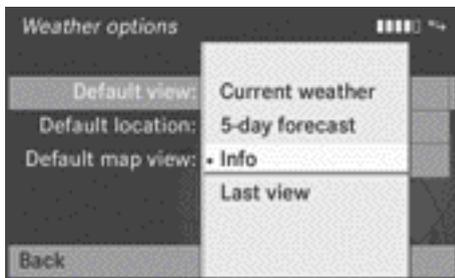 Weather options
Default view:
Default location:
Default map view:
Current weather
5-day forecast
• Info
Last view
Back